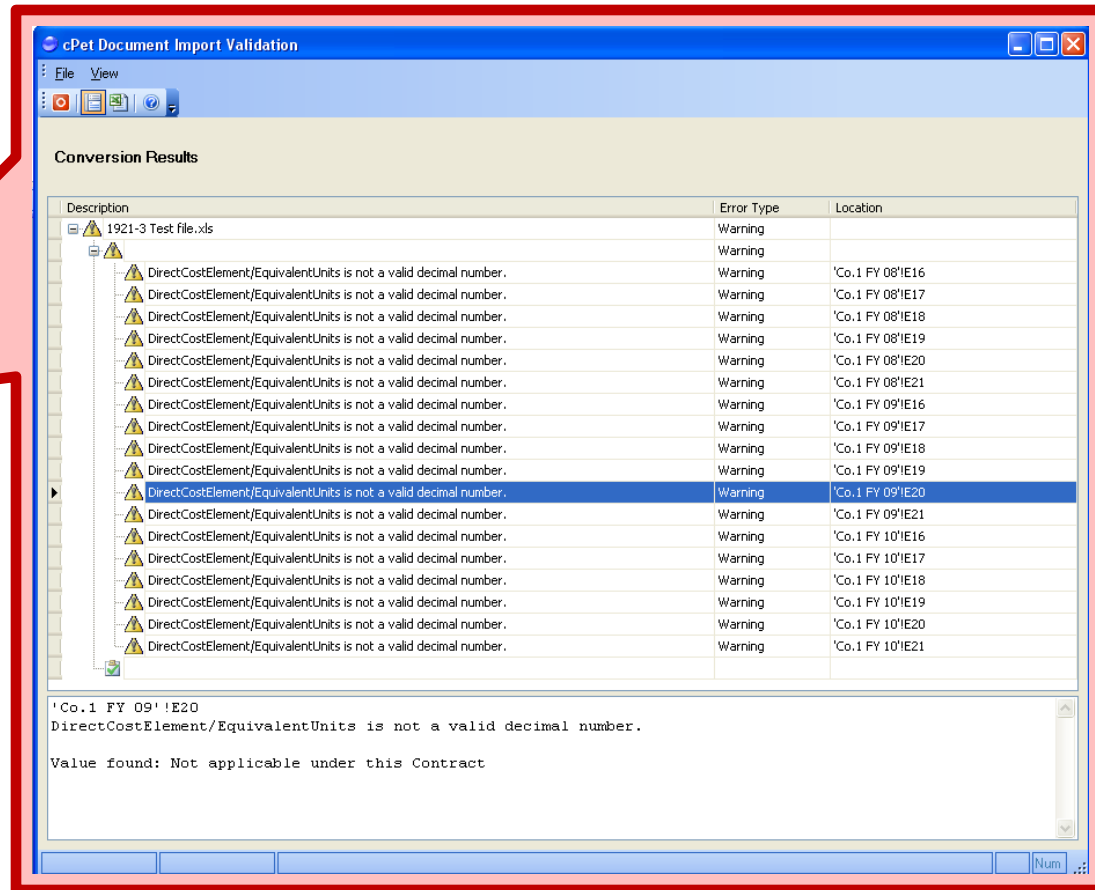 cPet Document Import Validation
File View
Conversion Results
Description Error Type Location
1921-3 Test file.xls Warning
Warning
DirectCostElement/EquivalentUnits is not a valid decimal number. Warning 'Co.1 FY 08'!E16
DirectCostElement/EquivalentUnits is not a valid decimal number. Warning 'Co.1 FY 08'!E17
DirectCostElement/EquivalentUnits is not a valid decimal number. Warning 'Co.1 FY 08'!E18
DirectCostElement/EquivalentUnits is not a valid decimal number. Warning 'Co.1 FY 08'!E19
DirectCostElement/EquivalentUnits is not a valid decimal number. Warning 'Co.1 FY 08'!E20
DirectCostElement/EquivalentUnits is not a valid decimal number. Warning 'Co.1 FY 08'!E21
DirectCostElement/EquivalentUnits is not a valid decimal number. Warning 'Co.1 FY 09'!E16
DirectCostElement/EquivalentUnits is not a valid decimal number. Warning 'Co.1 FY 09'!E17
DirectCostElement/EquivalentUnits is not a valid decimal number. Warning 'Co.1 FY 09'!E18
DirectCostElement/EquivalentUnits is not a valid decimal number. Warning 'Co.1 FY 09'!E19
DirectCostElement/EquivalentUnits is not a valid decimal number. Warning 'Co.1 FY 09'!E20
DirectCostElement/EquivalentUnits is not a valid decimal number. Warning 'Co.1 FY 09'!E21
DirectCostElement/EquivalentUnits is not a valid decimal number. Warning 'Co.1 FY 10'!E16
DirectCostElement/EquivalentUnits is not a valid decimal number. Warning 'Co.1 FY 10'!E17
DirectCostElement/EquivalentUnits is not a valid decimal number. Warning 'Co.1 FY 10'!E18
DirectCostElement/EquivalentUnits is not a valid decimal number. Warning 'Co.1 FY 10'!E19
DirectCostElement/EquivalentUnits is not a valid decimal number. Warning 'Co.1 FY 10'!E20
DirectCostElement/EquivalentUnits is not a valid decimal number. Warning 'Co.1 FY 10'!E21
'Co.1 FY 09'!E20
DirectCostElement/EquivalentUnits is not a valid decimal number.
Value found: Not applicable under this Contract
Num